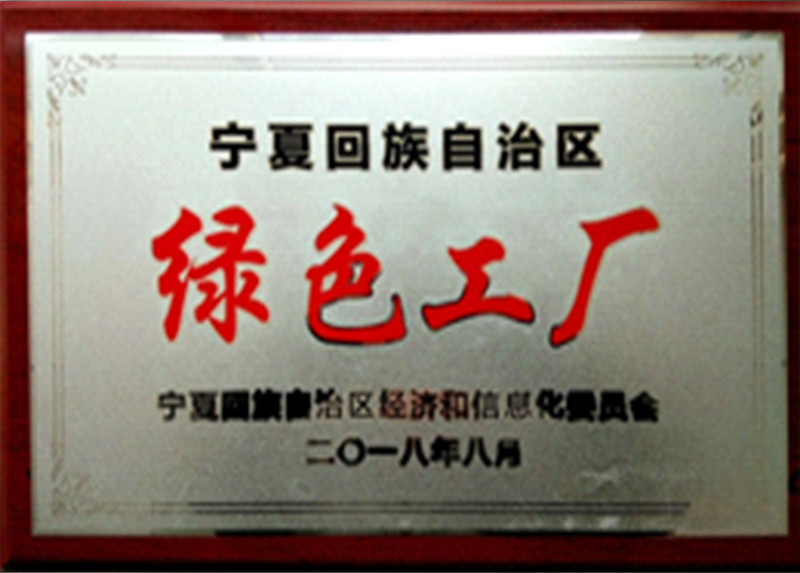 宁夏回族自治区
绿色工厂
宁夏回族自治区经济和信息化委员会
二〇一八年八月